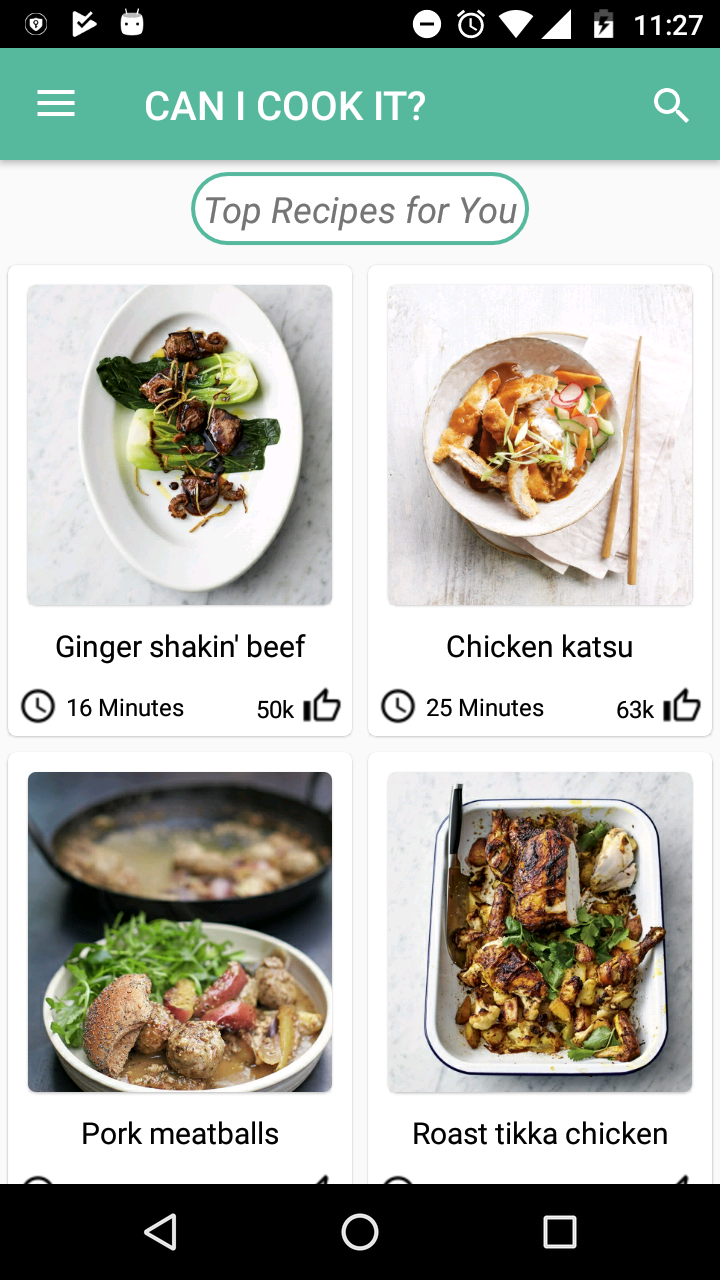 11:27
CAN I COOK IT?
Top Recipes for You
Ginger shakin' beef
16 Minutes 50k
Chicken katsu
25 Minutes 63k
Pork meatballs
Roast tikka chicken